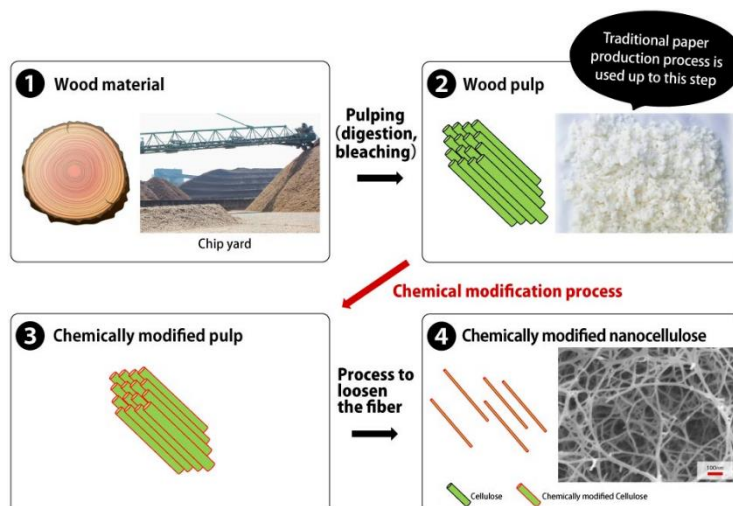 Traditional paper
production process is
used up to this step
1 Wood material
Chip yard
Pulping
(digestion,
bleaching)
2 Wood pulp
Chemical modification process
3 Chemically modified pulp
Process to
loosen
the fiber
4 Chemically modified nanocellulose
100nm
Cellulose
Chemically modified Cellulose